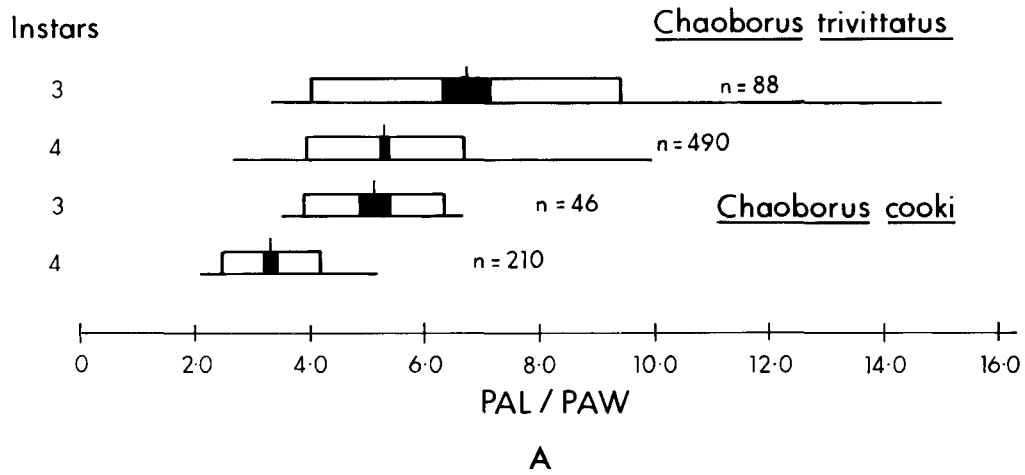 Instars
Chaoborus trivittatus
3 n = 88
4 n = 490
3 n = 46
Chaoborus cooki
4 n = 210
0 2·0 4·0 6·0 8·0 10·0 12·0 14·0 16·0
PAL / PAW
A